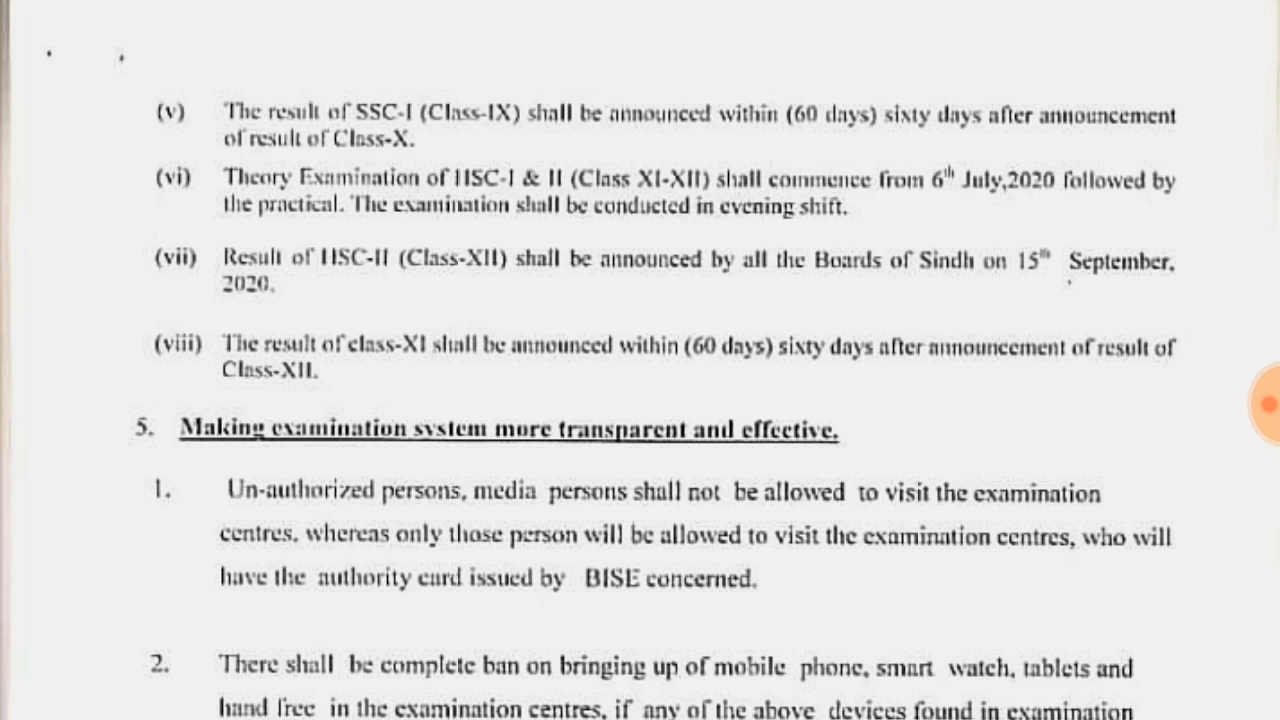 (v) The result of SSC-I (Class-IX) shall be announced within (60 days) sixty days after announcement
of result of Class-X.
(vi) Theory Examination of HSC-I & II (Class XI-XII) shall commence from 6th July,2020 followed by
the practical. The examination shall be conducted in evening shift.
(vii) Result of HSC-II (Class-XII) shall be announced by all the Boards of Sindh on 15th September,
2020.
(viii) The result of class-XI shall be announced within (60 days) sixty days after announcement of result of
Class-XII.
5. Making examination system more transparent and effective.
1. Un-authorized persons, media persons shall not be allowed to visit the examination
centres, whereas only those person will be allowed to visit the examination centres, who will
have the authority card issued by BISE concerned.
2. There shall be complete ban on bringing up of mobile phone, smart watch, tablets and
hand free in the examination centres, if any of the above devices found in examination